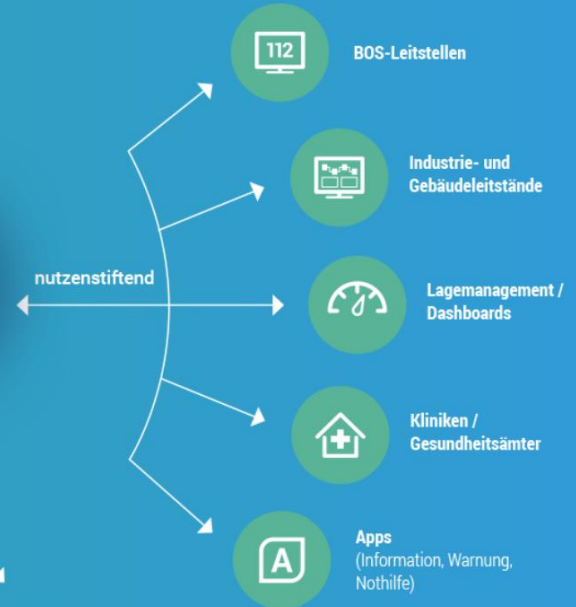 112
BOS-Leitstellen
Industrie- und
Gebäudeleitstände
nutzenstiftend
Lagemanagement /
Dashboards
Kliniken /
Gesundheitsämter
A
Apps
(Information, Warnung,
Nothilfe)